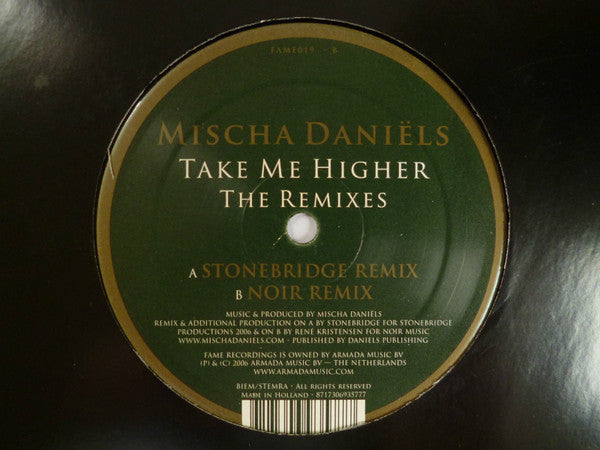 FAME019 - B
MISCHA DANIËLS
TAKE ME HIGHER
THE REMIXES
A STONEBRIDGE REMIX
B NOIR REMIX
MUSIC & PRODUCED BY MISCHA DANIËLS
REMIX & ADDITIONAL PRODUCTION ON A BY STONEBRIDGE FOR STONEBRIDGE
PRODUCTIONS 2006 & ON B BY RENÉ KRISTENSEN FOR NOIR MUSIC
WWW.MISCHADANIELS.COM · PUBLISHED BY DANIELS PUBLISHING
FAME RECORDINGS IS OWNED BY ARMADA MUSIC BV
(P) & (C) 2006 ARMADA MUSIC BV — THE NETHERLANDS
WWW.ARMADAMUSIC.COM
BIEM/STEMRA · ALL RIGHTS RESERVED
MADE IN HOLLAND · 8717306935777